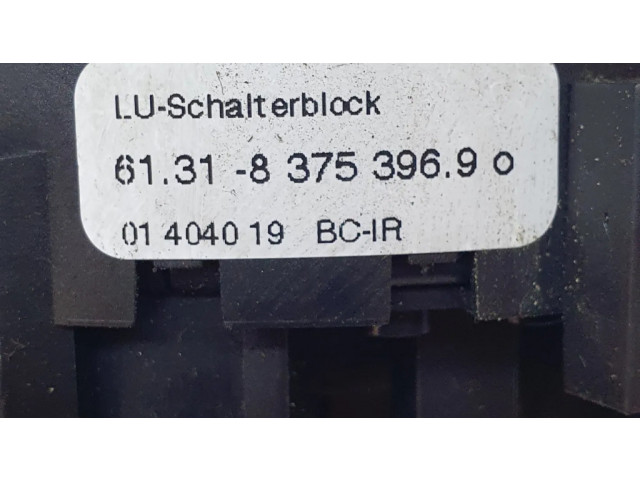 LU-Schalterblock
61.31 -8 375 396.9 o
01 4040 19 BC-IR